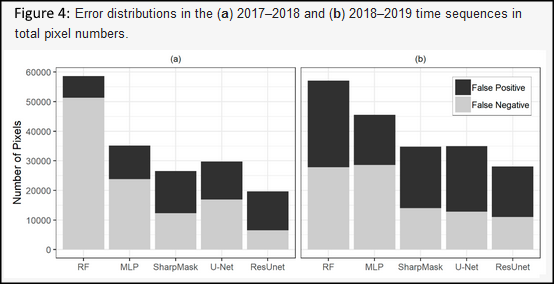 Figure 4: Error distributions in the (a) 2017–2018 and (b) 2018–2019 time sequences in
total pixel numbers.
(a)
(b)
Number of Pixels
60000
50000
40000
30000
20000
10000
0
False Positive
False Negative
RF MLP SharpMask U-Net ResUnet
RF MLP SharpMask U-Net ResUnet